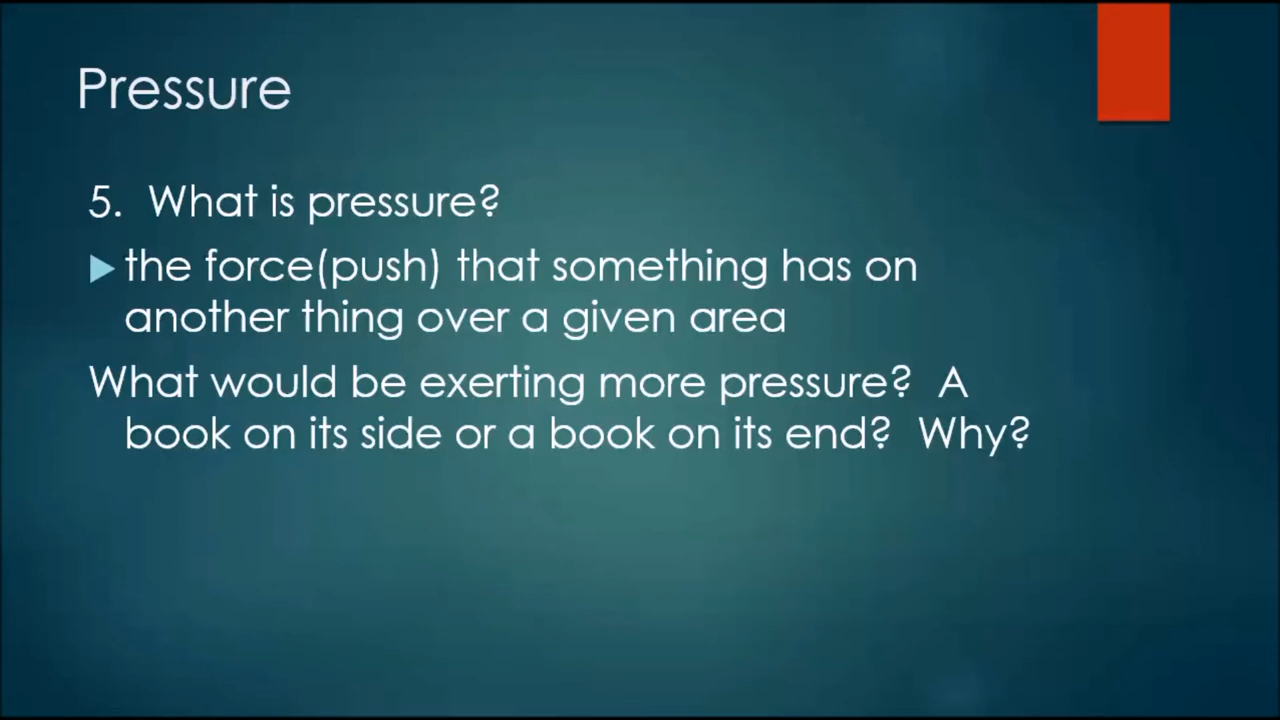 Pressure
5. What is pressure?
the force(push) that something has on
another thing over a given area
What would be exerting more pressure? A
book on its side or a book on its end? Why?